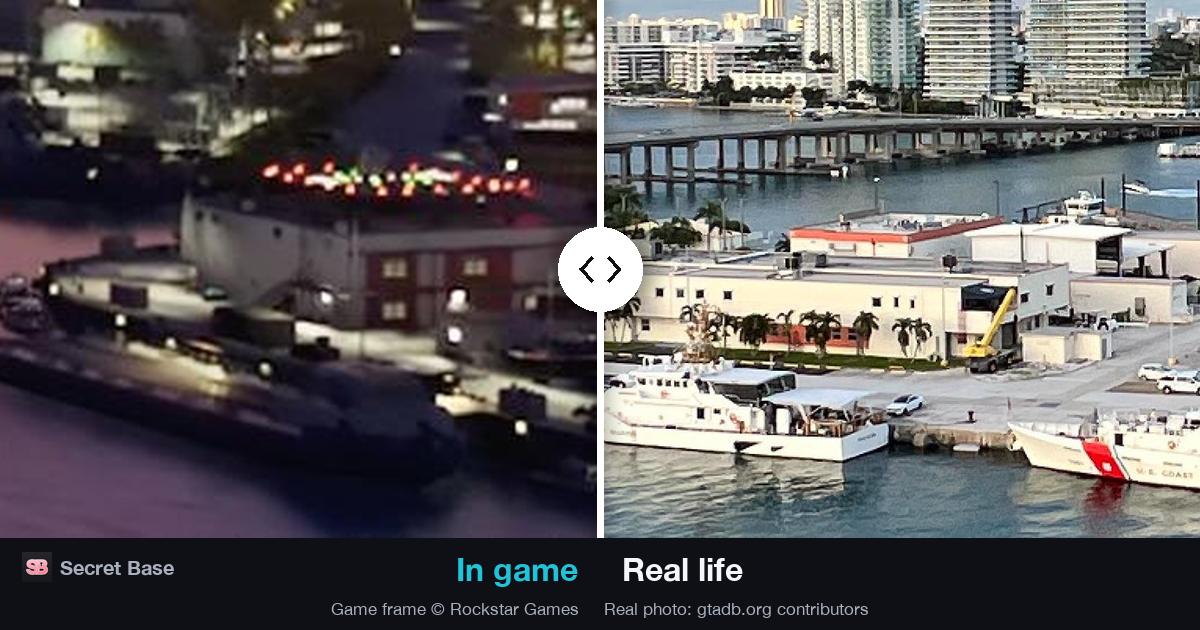 U.S. COAST
SB Secret Base
In game
Real life
Game frame © Rockstar Games
Real photo: gtadb.org contributors